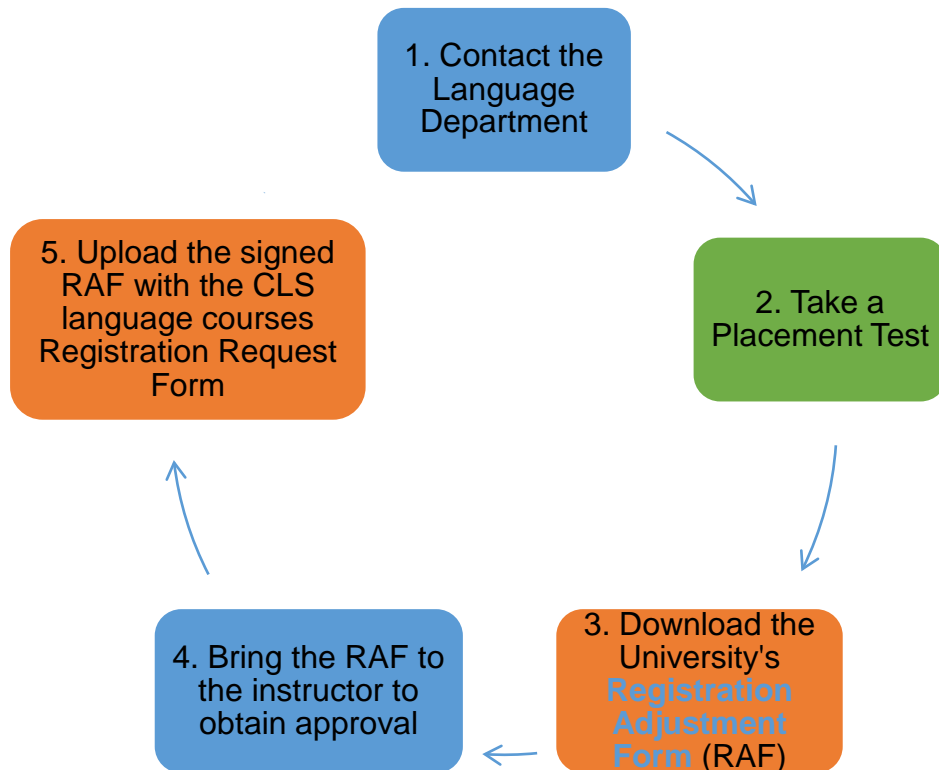 1. Contact the
Language
Department
2. Take a
Placement Test
3. Download the
University's
Registration
Adjustment
Form (RAF)
4. Bring the RAF to
the instructor to
obtain approval
5. Upload the signed
RAF with the CLS
language courses
Registration Request
Form